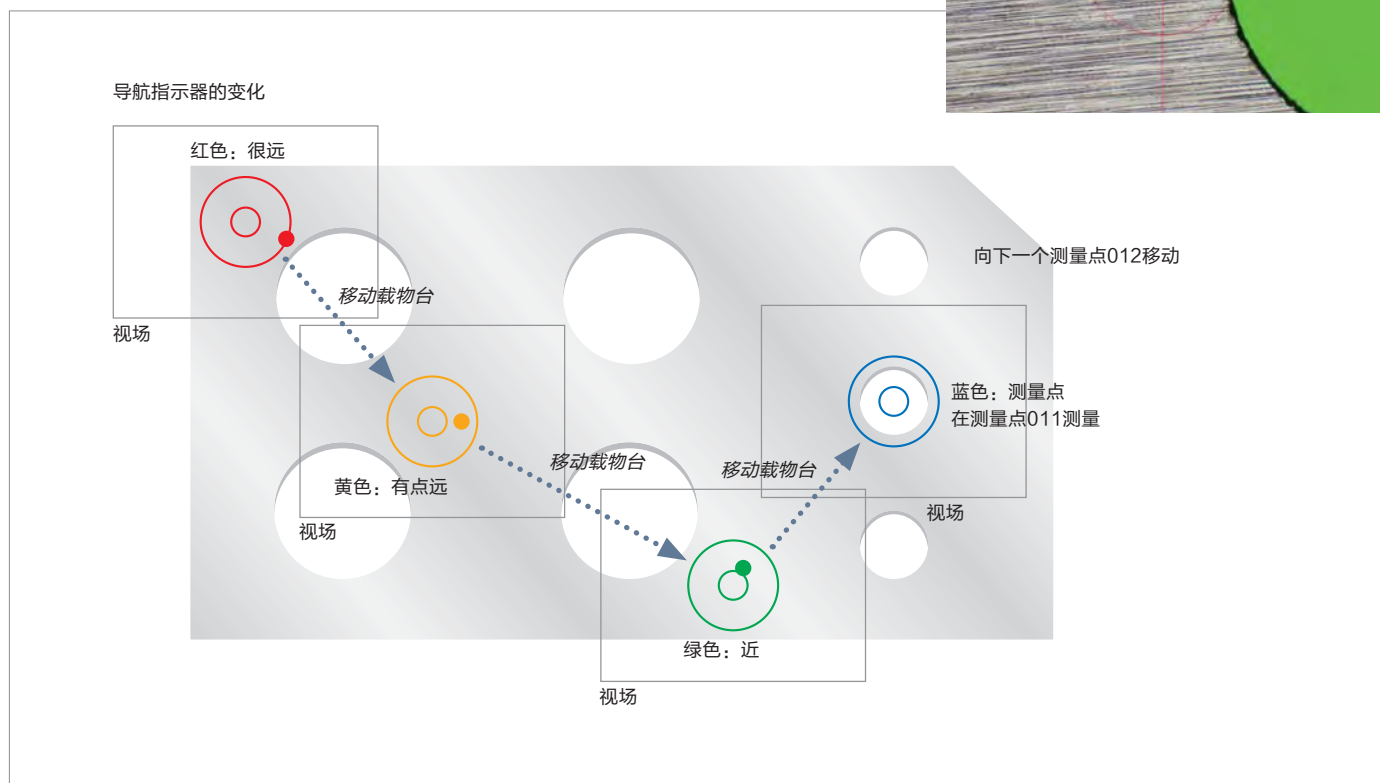 导航指示器的变化
红色：很远
向下一个测量点012移动
移动载物台
视场
蓝色：测量点
在测量点011测量
移动载物台
移动载物台
黄色：有点远
视场
视场
绿色：近
视场